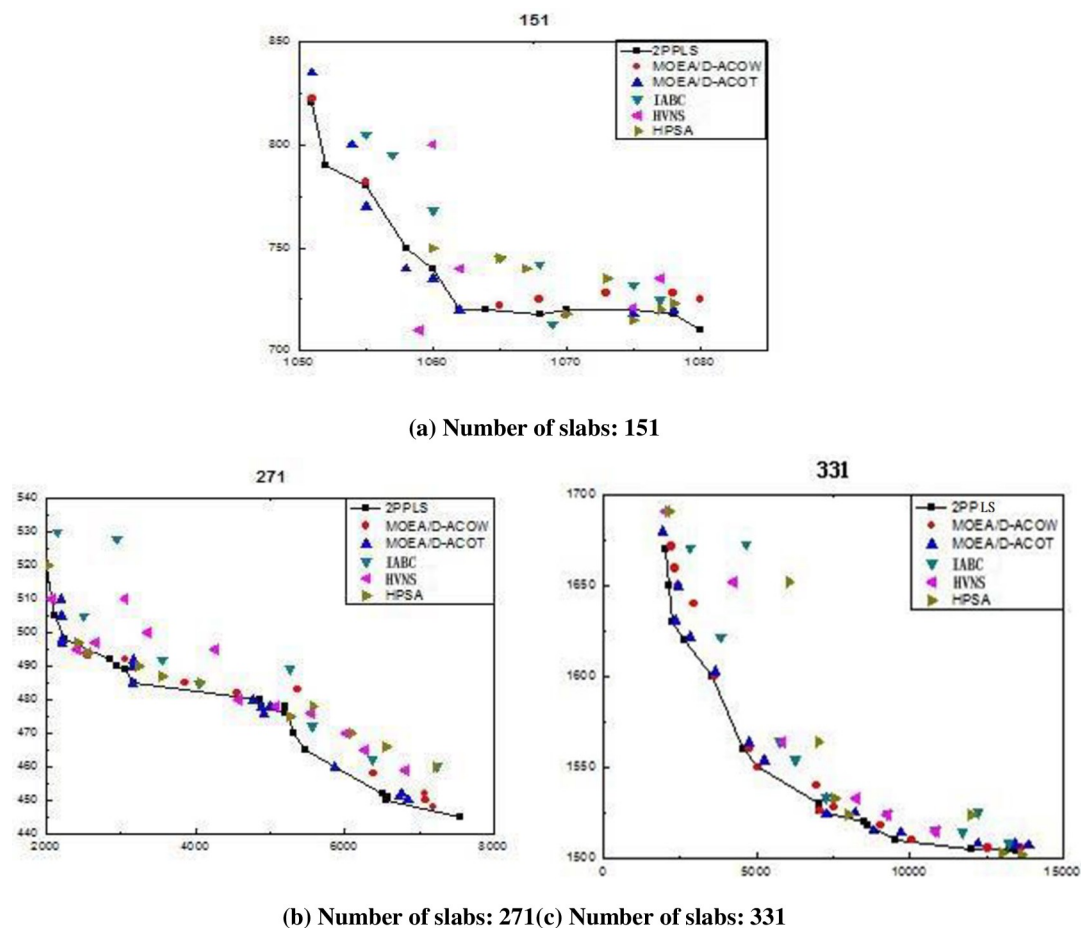 151
850
800
750
700
1050
1060
1070
1080
2PPLS
MOEA/D-ACOW
MOEA/D-ACOT
IABC
HVNS
HPSA
(a) Number of slabs: 151
271
540
530
520
510
500
490
480
470
460
450
440
2000
4000
6000
8000
2PPLS
MOEA/D-ACOW
MOEA/D-ACOT
IABC
HVNS
HPSA
331
1700
1650
1600
1550
1500
0
5000
10000
15000
2PPLS
MOEA/D-ACOW
MOEA/D-ACOT
IABC
HVNS
HPSA
(b) Number of slabs: 271(c) Number of slabs: 331